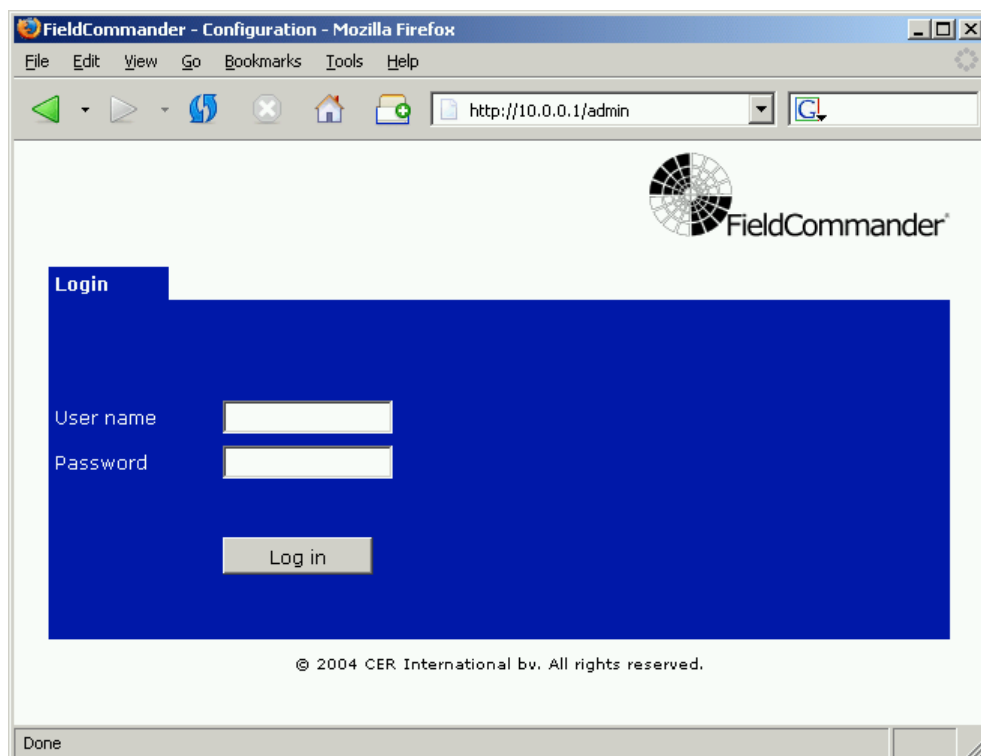 FieldCommander - Configuration - Mozilla Firefox
File Edit View Go Bookmarks Tools Help
http://10.0.0.1/admin
G
FieldCommander
Login
User name
Password
Log in
© 2004 CER International bv. All rights reserved.
Done